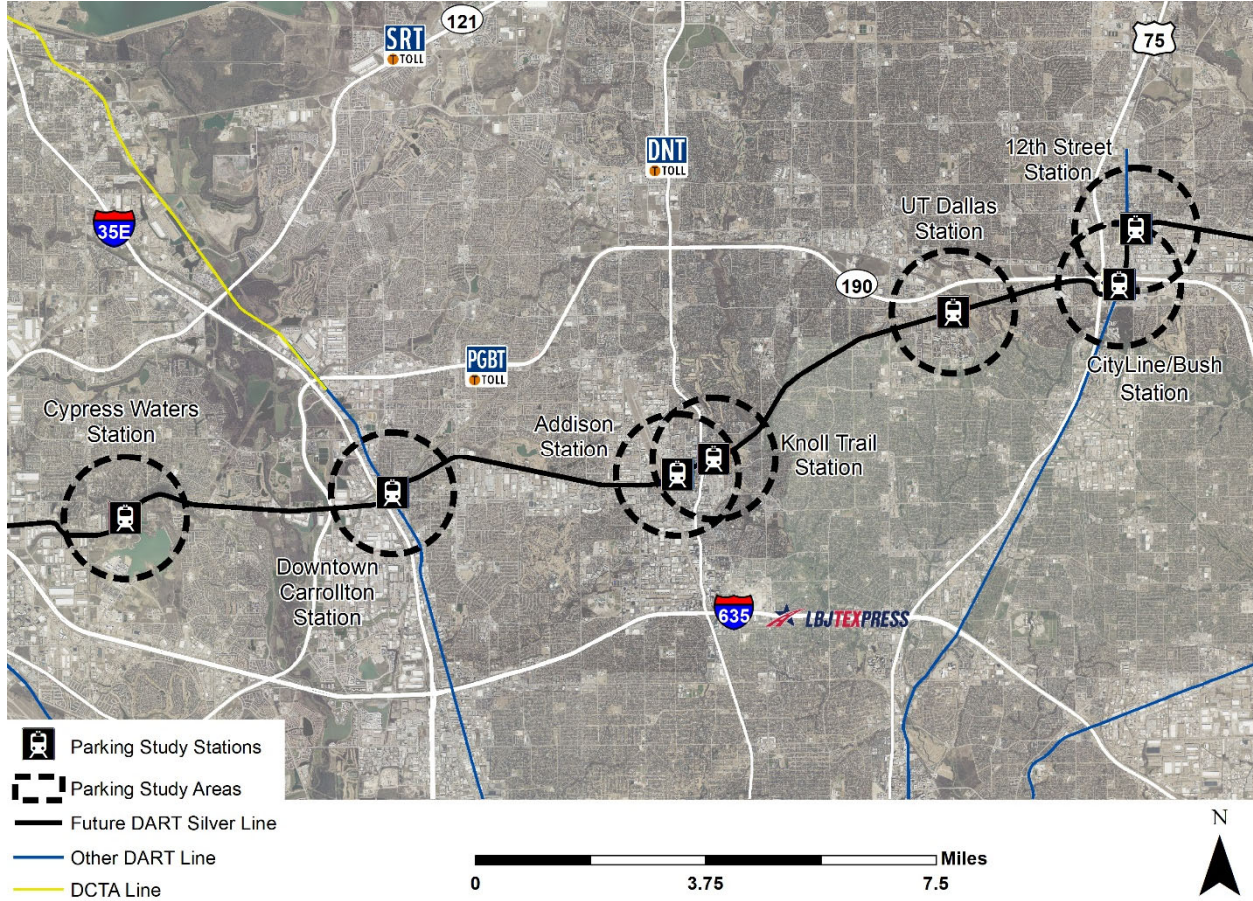 121
SRT
TOLL
75
DNT
TOLL
12th Street
Station
UT Dallas
Station
35E
190
PGBT
TOLL
CityLine/Bush
Station
Cypress Waters
Station
Addison
Station
Knoll Trail
Station
Downtown
Carrollton
Station
635
LBJTEXPRESS
Parking Study Stations
Parking Study Areas
Future DART Silver Line
Other DART Line
DCTA Line
Miles
0 3.75 7.5
N